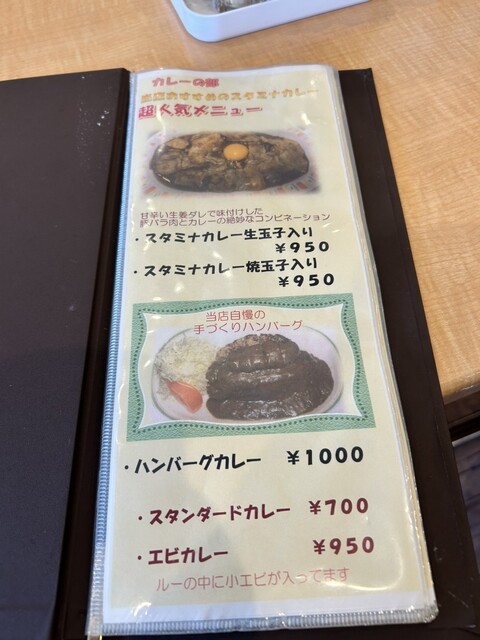 カレーの部
当店おすすめのスタミナカレー
超人気メニュー
甘辛い生姜ダレで味付けした
豚バラ肉とカレーの絶妙なコンビネーション
・スタミナカレー生玉子入り
￥950
・スタミナカレー焼玉子入り
￥950
当店自慢の
手づくりハンバーグ
・ハンバーグカレー ￥1000
・スタンダードカレー ￥700
・エビカレー ￥950
ルーの中に小エビが入ってます